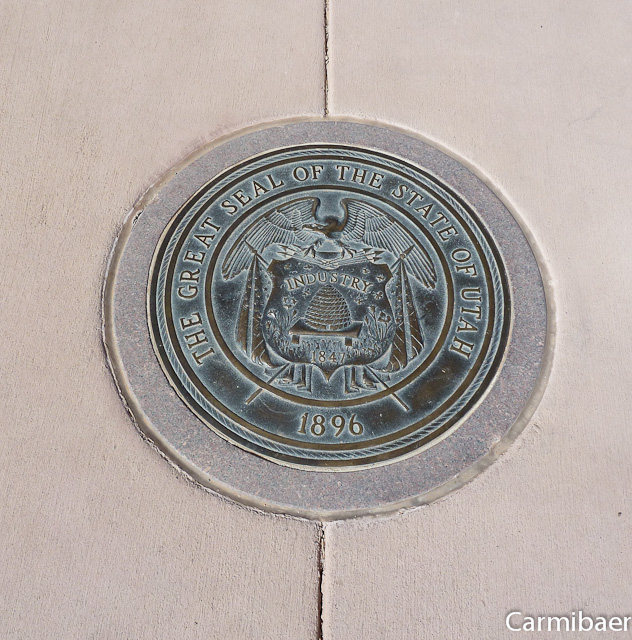 THE GREAT SEAL OF THE STATE OF UTAH
INDUSTRY
1847
1896
Carmibaer